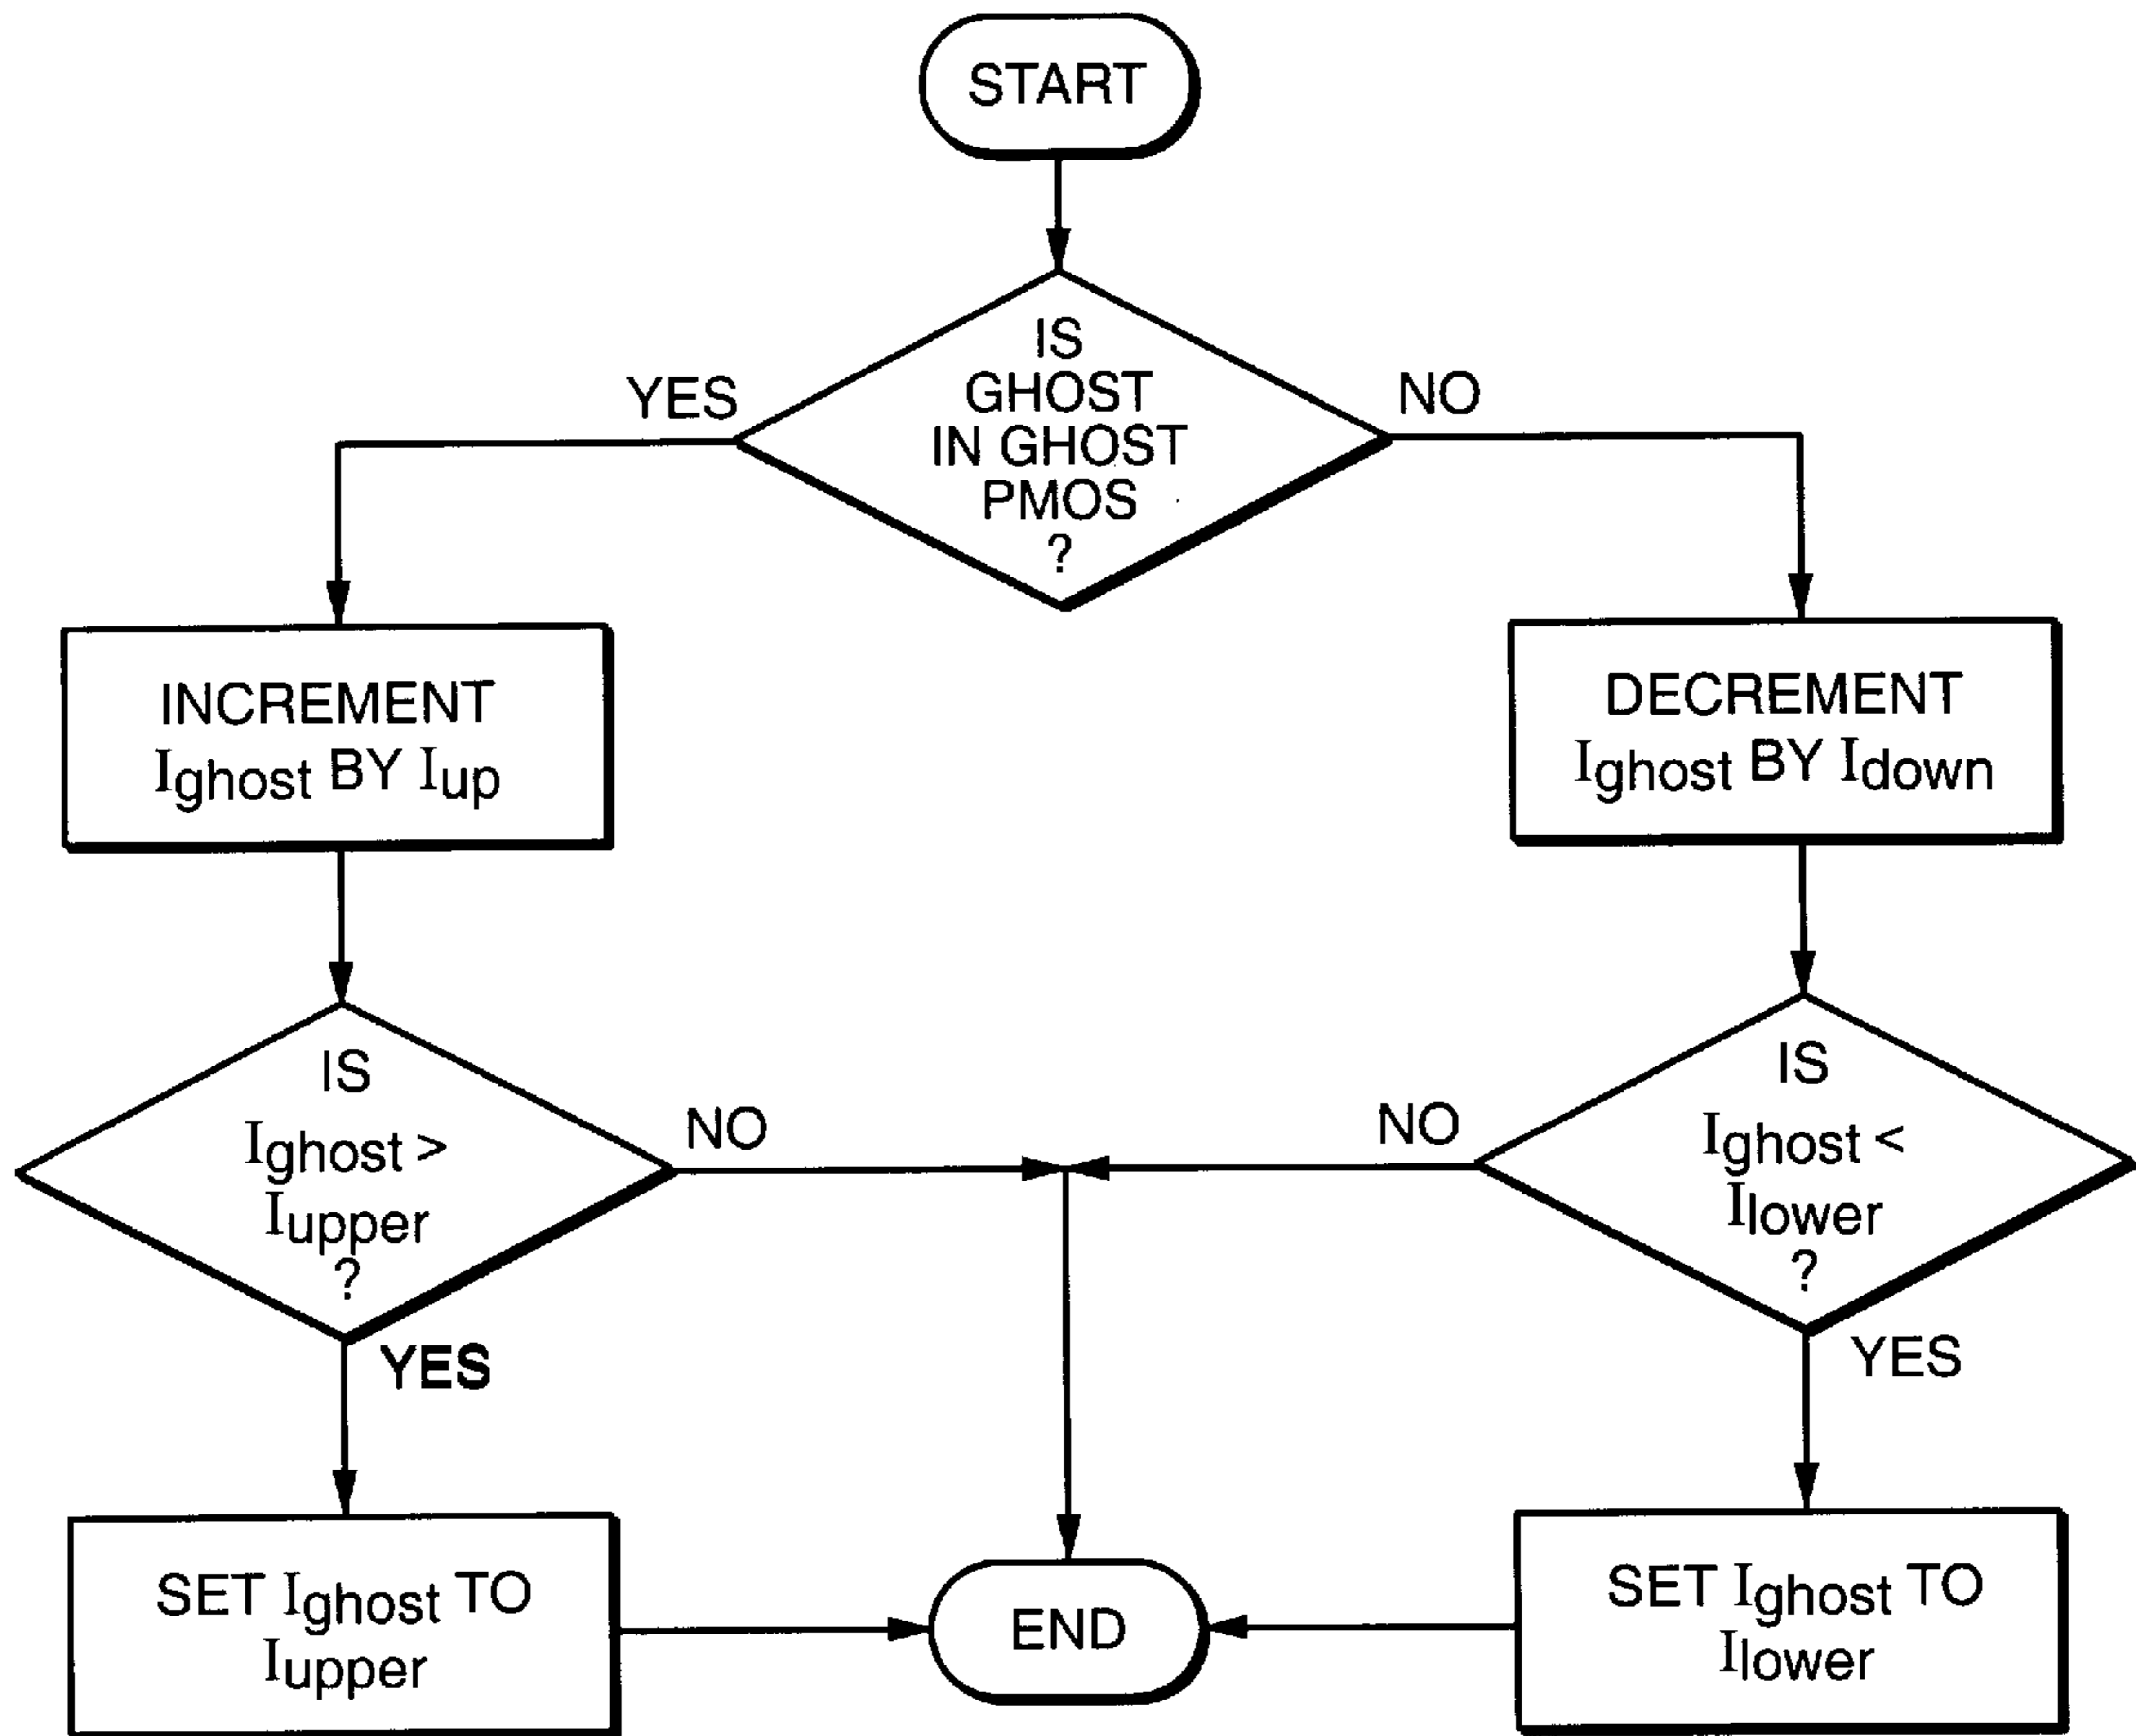 START
IS
GHOST
IN GHOST
PMOS
?
YES
NO
INCREMENT
Ighost BY Iup
DECREMENT
Ighost BY Idown
IS
Ighost >
Iupper
?
NO
YES
IS
Ighost <
Ilower
?
NO
YES
SET Ighost TO
Iupper
END
SET Ighost TO
Ilower